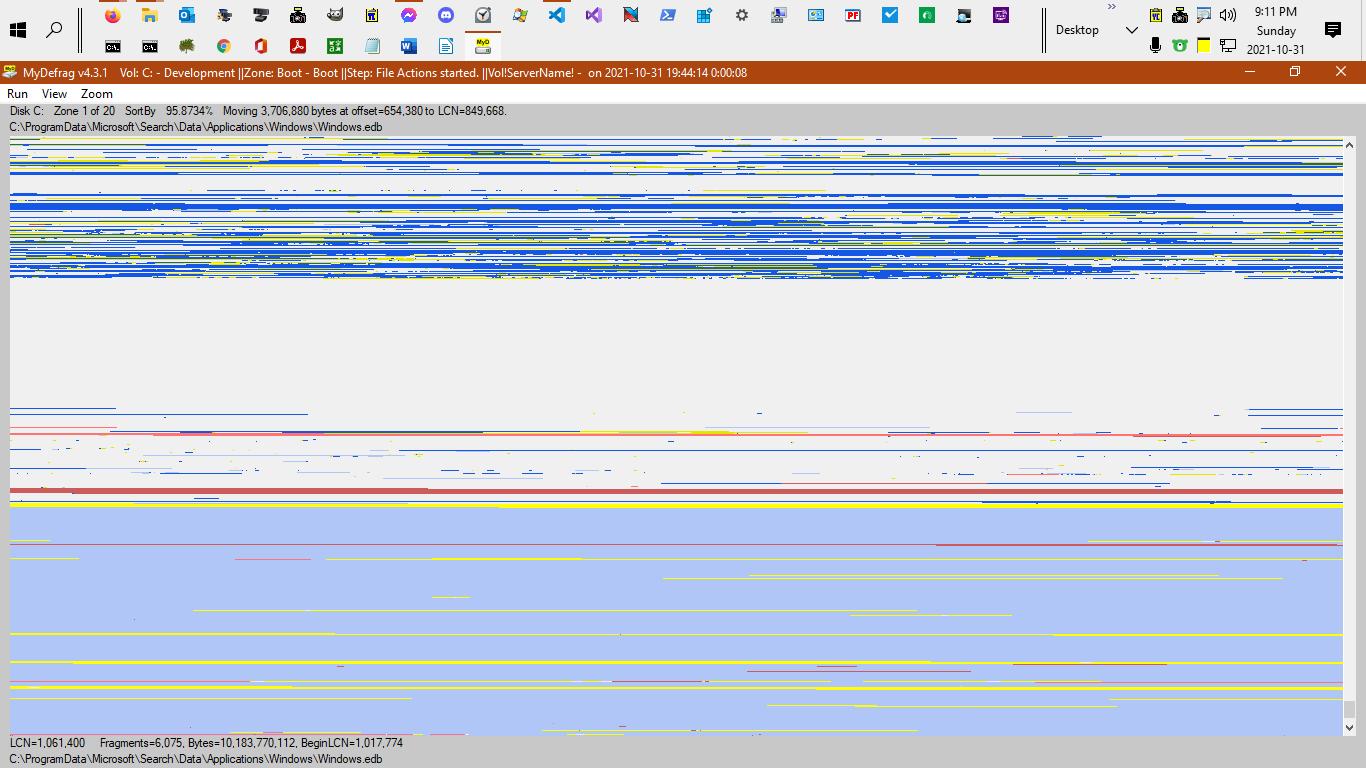 9:11 PM
Desktop
Sunday
2021-10-31
MyDefrag v4.3.1 Vol: C: - Development ||Zone: Boot - Boot ||Step: File Actions started. ||Vol!ServerName! - on 2021-10-31 19:44:14 0:00:08
Run View Zoom
Disk C: Zone 1 of 20 SortBy 95.8734% Moving 3,706,880 bytes at offset=654,380 to LCN=849,668.
C:\ProgramData\Microsoft\Search\Data\Applications\Windows\Windows.edb
LCN=1,061,400 Fragments=6,075, Bytes=10,183,770,112, BeginLCN=1,017,774
C:\ProgramData\Microsoft\Search\Data\Applications\Windows\Windows.edb